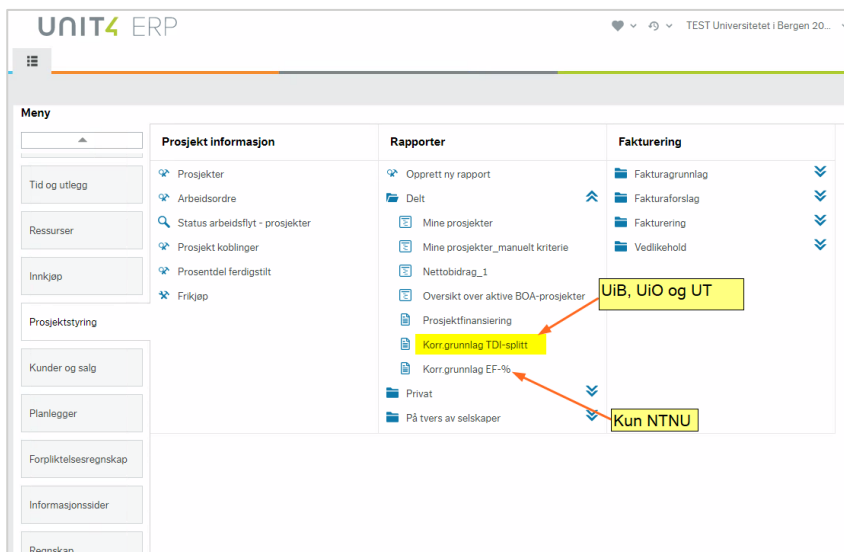 UNIT4 ERP
TEST Universitetet i Bergen 20...
Meny
Tid og utlegg
Ressurser
Innkjøp
Prosjektstyring
Kunder og salg
Planlegger
Forpliktelsesregnskap
Informasjonssider
Regnskap
Prosjekt informasjon
Prosjekter
Arbeidsordre
Status arbeidsflyt - prosjekter
Prosjekt koblinger
Prosentdel ferdigstilt
Frikjøp
Rapporter
Opprett ny rapport
Delt
Mine prosjekter
Mine prosjekter_manuelt kriterie
Nettobidrag_1
Oversikt over aktive BOA-prosjekter
Prosjektfinansiering
Korr.grunnlag TDI-splitt
Korr.grunnlag EF-%
Privat
På tvers av selskaper
UiB, UiO og UT
Kun NTNU
Fakturering
Fakturagrunnlag
Fakturaforslag
Fakturering
Vedlikehold